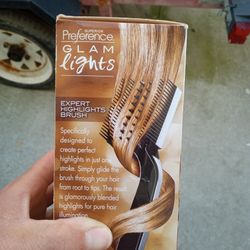 SUPERIOR
Preference
GLAM
lights
EXPERT
HIGHLIGHTS
BRUSH
Specifically
designed to
create perfect
highlights in just one
stroke. Simply glide the
brush through your hair
from root to tips. The result
is glamorously blended
highlights for pure hair
illumination